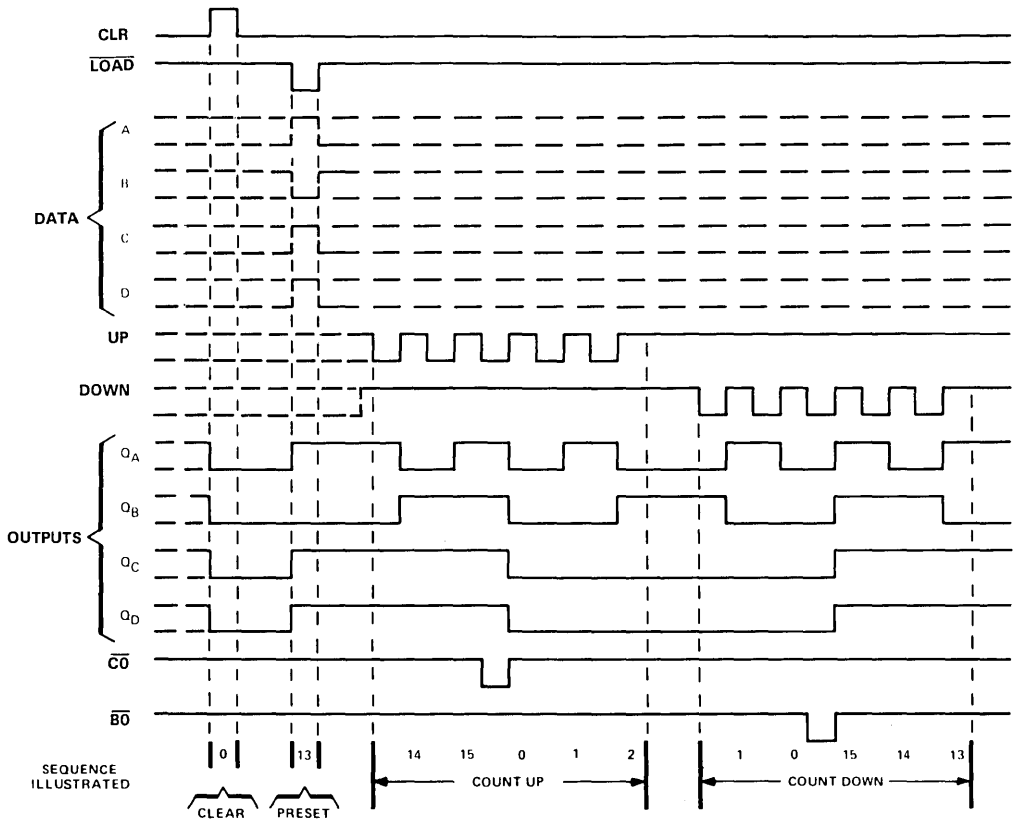 CLR
LOAD
A
B
DATA
C
D
UP
DOWN
QA
QB
OUTPUTS
QC
QD
CO
BO
0 13 14 15 0 1 2 1 0 15 14 13
SEQUENCE
ILLUSTRATED
COUNT UP COUNT DOWN
CLEAR PRESET